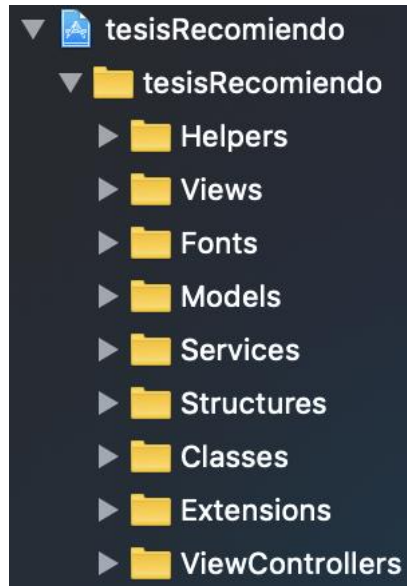 tesisRecomiendo
tesisRecomiendo
Helpers
Views
Fonts
Models
Services
Structures
Classes
Extensions
ViewControllers